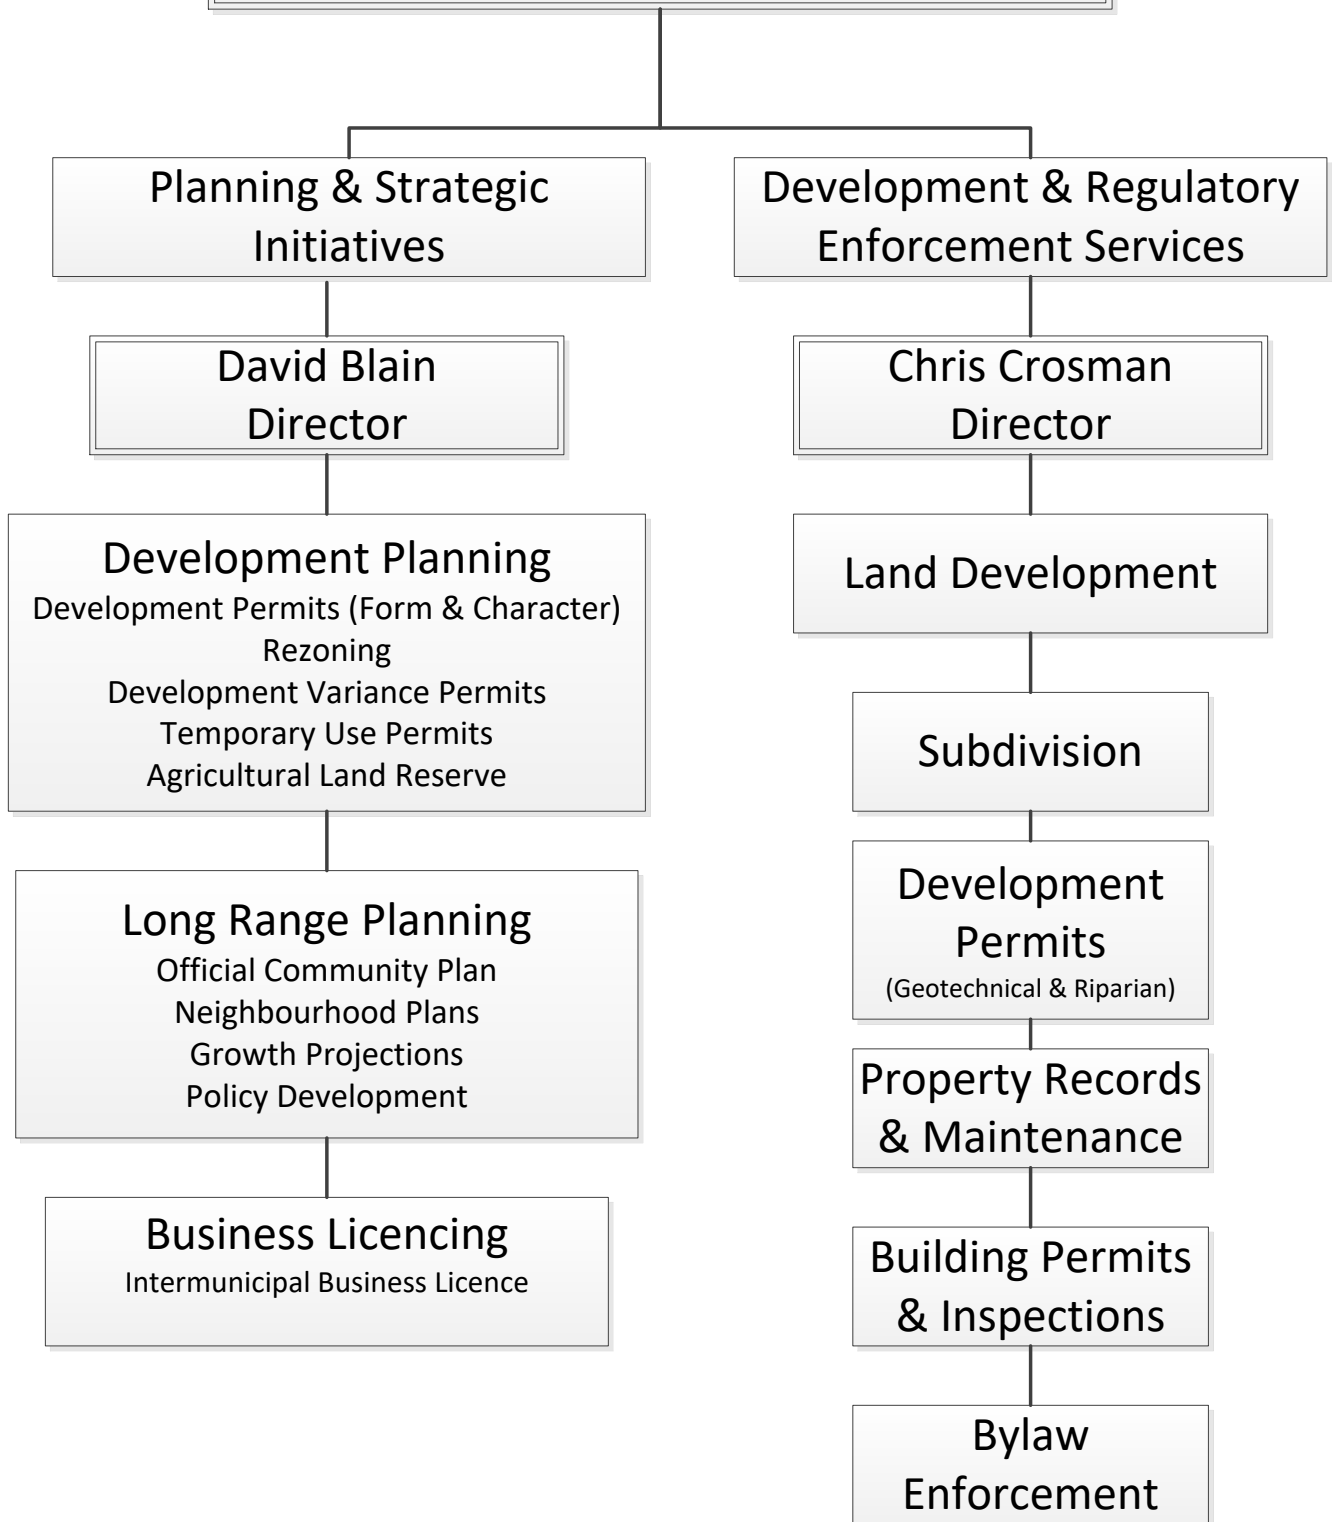 Planning & Strategic
Initiatives
David Blain
Director
Development Planning
Development Permits (Form & Character)
Rezoning
Development Variance Permits
Temporary Use Permits
Agricultural Land Reserve
Long Range Planning
Official Community Plan
Neighbourhood Plans
Growth Projections
Policy Development
Business Licencing
Intermunicipal Business Licence
Development & Regulatory
Enforcement Services
Chris Crosman
Director
Land Development
Subdivision
Development
Permits
(Geotechnical & Riparian)
Property Records
& Maintenance
Building Permits
& Inspections
Bylaw
Enforcement